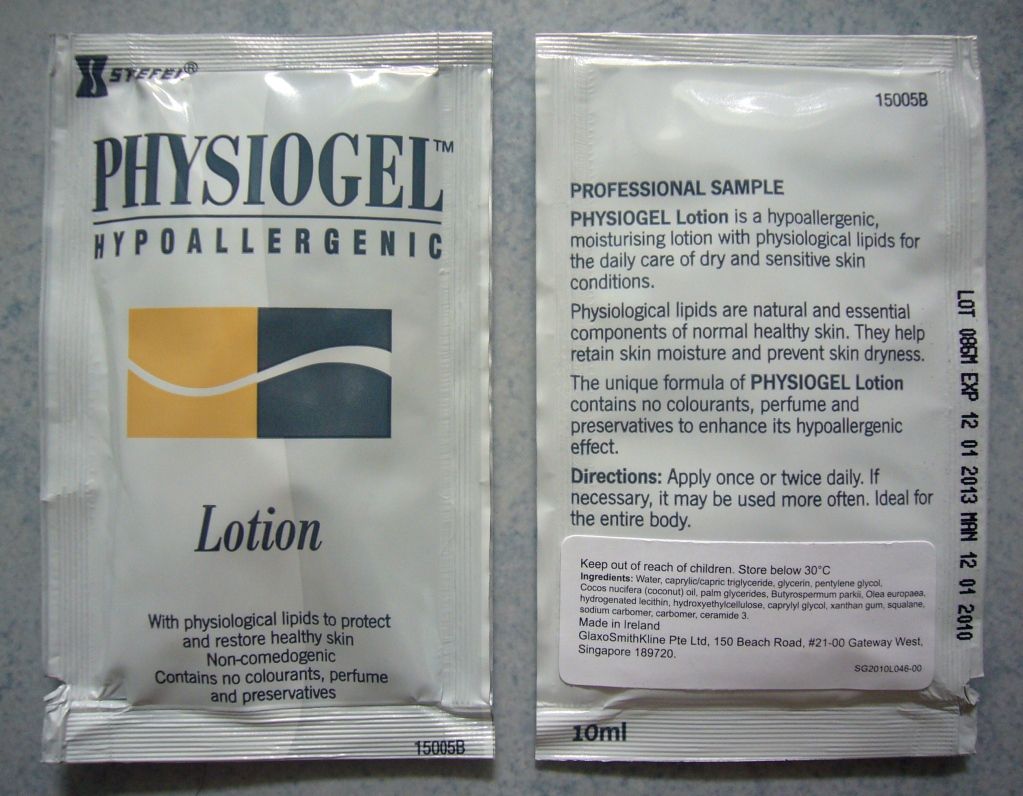 STIEFEL®
PHYSIOGEL™
HYPOALLERGENIC
Lotion
With physiological lipids to protect
and restore healthy skin
Non-comedogenic
Contains no colourants, perfume
and preservatives
15005B
15005B
PROFESSIONAL SAMPLE
PHYSIOGEL Lotion is a hypoallergenic,
moisturising lotion with physiological lipids for
the daily care of dry and sensitive skin
conditions.
Physiological lipids are natural and essential
components of normal healthy skin. They help
retain skin moisture and prevent skin dryness.
The unique formula of PHYSIOGEL Lotion
contains no colourants, perfume and
preservatives to enhance its hypoallergenic
effect.
Directions: Apply once or twice daily. If
necessary, it may be used more often. Ideal for
the entire body.
Keep out of reach of children. Store below 30°C
Ingredients: Water, caprylic/capric triglyceride, glycerin, pentylene glycol,
Cocos nucifera (coconut) oil, palm glycerides, Butyrospermum parkii, Olea europaea,
hydrogenated lecithin, hydroxyethylcellulose, caprylyl glycol, xanthan gum, squalane,
sodium carbomer, carbomer, ceramide 3.
Made in Ireland
GlaxoSmithKline Pte Ltd, 150 Beach Road, #21-00 Gateway West,
Singapore 189720.
SG2010L046-00
10ml
LOT 086M EXP 12 01 2013 MAN 12 01 2010